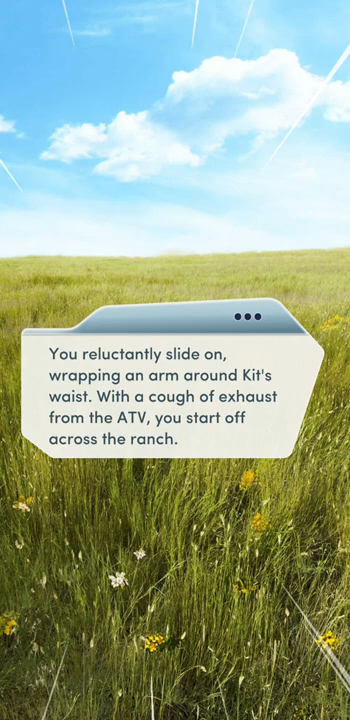 You reluctantly slide on,
wrapping an arm around Kit's
waist. With a cough of exhaust
from the ATV, you start off
across the ranch.